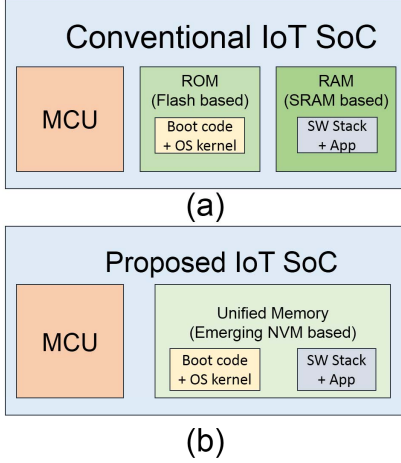 Conventional IoT SoC
MCU
ROM
(Flash based)
Boot code
+ OS kernel
RAM
(SRAM based)
SW Stack
+ App
(a)
Proposed IoT SoC
MCU
Unified Memory
(Emerging NVM based)
Boot code
+ OS kernel
SW Stack
+ App
(b)